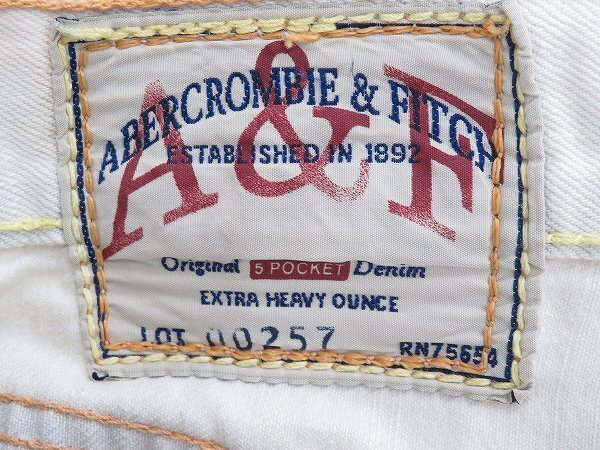 A&F
ABERCROMBIE & FITCH
ESTABLISHED IN 1892
Original 5 POCKET Denim
EXTRA HEAVY OUNCE
LOT 00257 RN75654